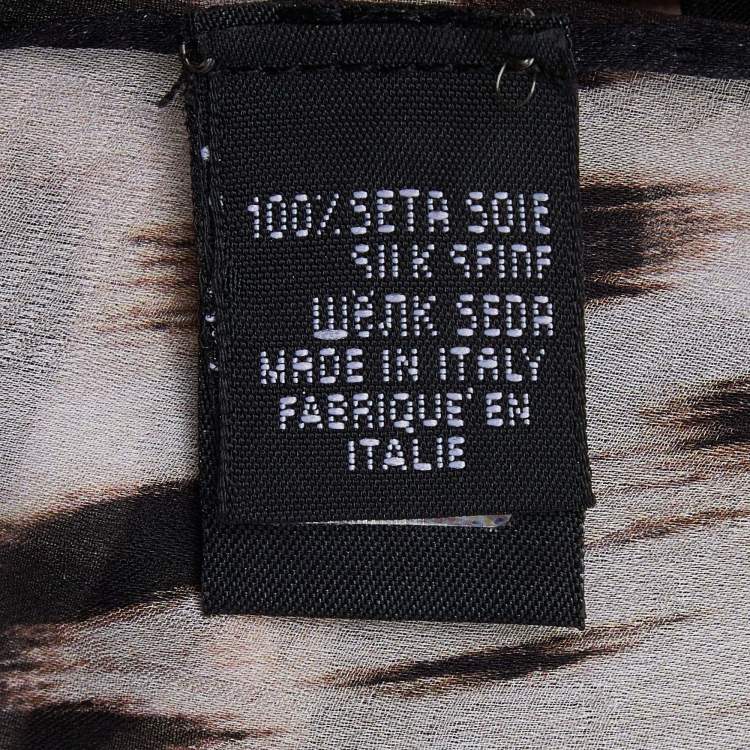 100% SETA SOIE
SILK SEIDE
ШЁЛК SEDA
MADE IN ITALY
FABRIQUE' EN
ITALIE